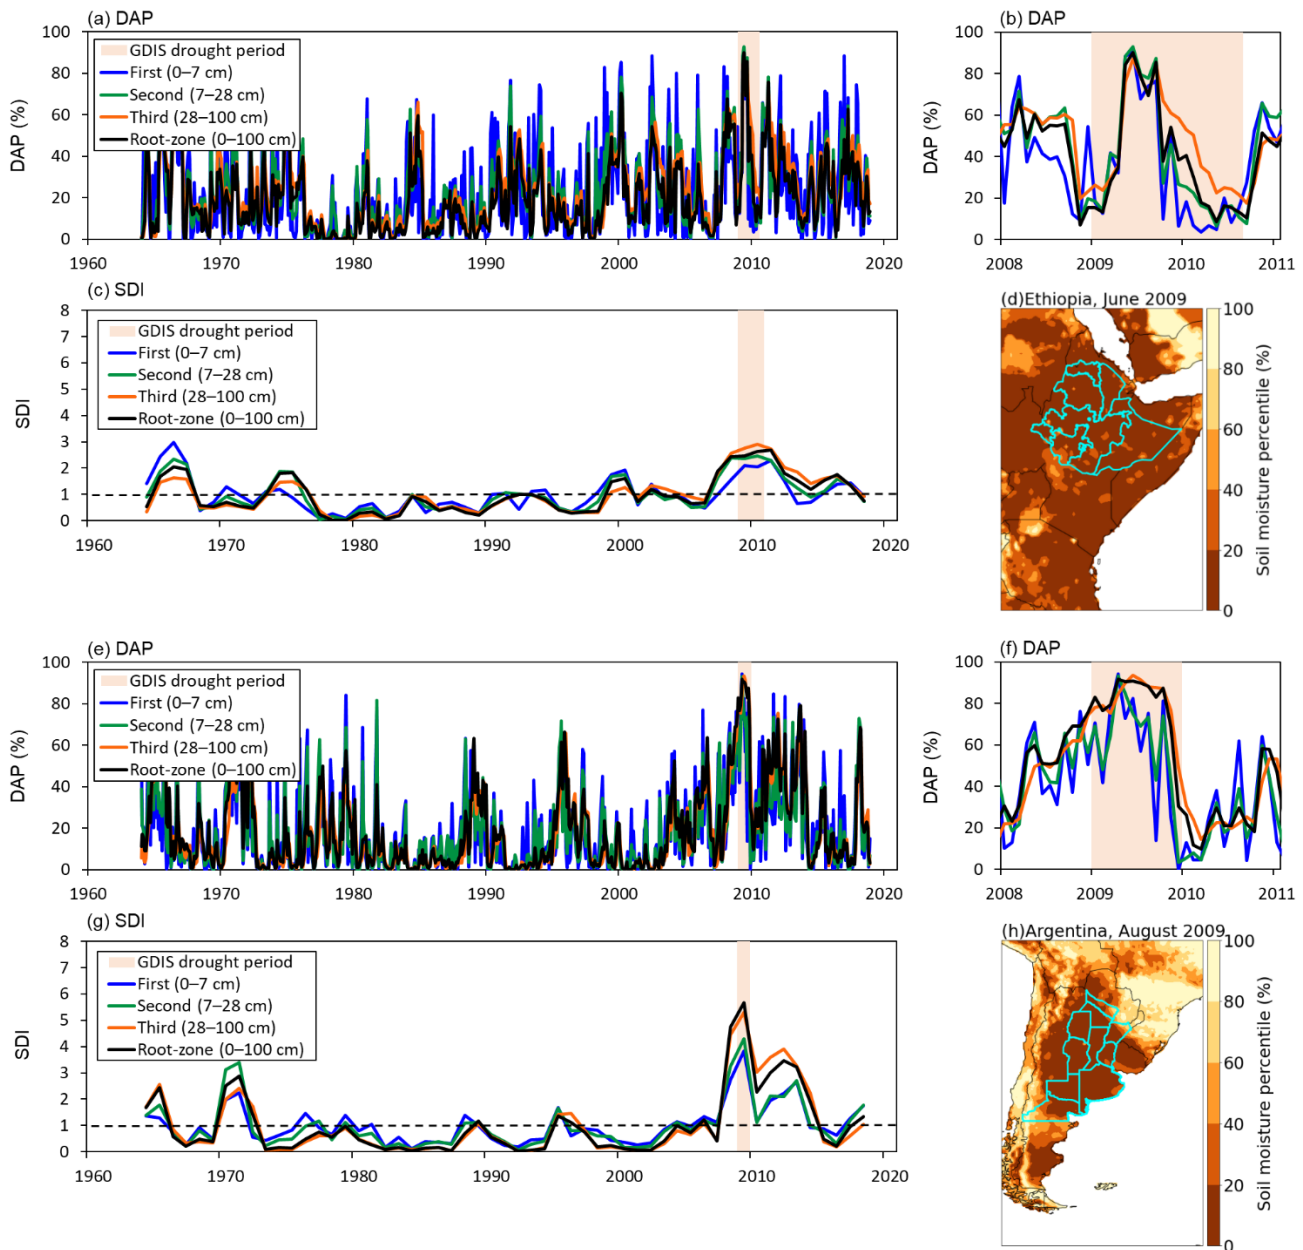 (a) DAP
DAP (%)
100
80
60
40
20
0
GDIS drought period
First (0–7 cm)
Second (7–28 cm)
Third (28–100 cm)
Root-zone (0–100 cm)
1960 1970 1980 1990 2000 2010 2020
(b) DAP
DAP (%)
100
80
60
40
20
0
2008 2009 2010 2011
(c) SDI
SDI
8
7
6
5
4
3
2
1
0
GDIS drought period
First (0–7 cm)
Second (7–28 cm)
Third (28–100 cm)
Root-zone (0–100 cm)
1960 1970 1980 1990 2000 2010 2020
(d)Ethiopia, June 2009
100
80
60
40
20
0
Soil moisture percentile (%)
(e) DAP
DAP (%)
100
80
60
40
20
0
GDIS drought period
First (0–7 cm)
Second (7–28 cm)
Third (28–100 cm)
Root-zone (0–100 cm)
1960 1970 1980 1990 2000 2010 2020
(f) DAP
DAP (%)
100
80
60
40
20
0
2008 2009 2010 2011
(g) SDI
SDI
8
7
6
5
4
3
2
1
0
GDIS drought period
First (0–7 cm)
Second (7–28 cm)
Third (28–100 cm)
Root-zone (0–100 cm)
1960 1970 1980 1990 2000 2010 2020
(h)Argentina, August 2009
100
80
60
40
20
0
Soil moisture percentile (%)